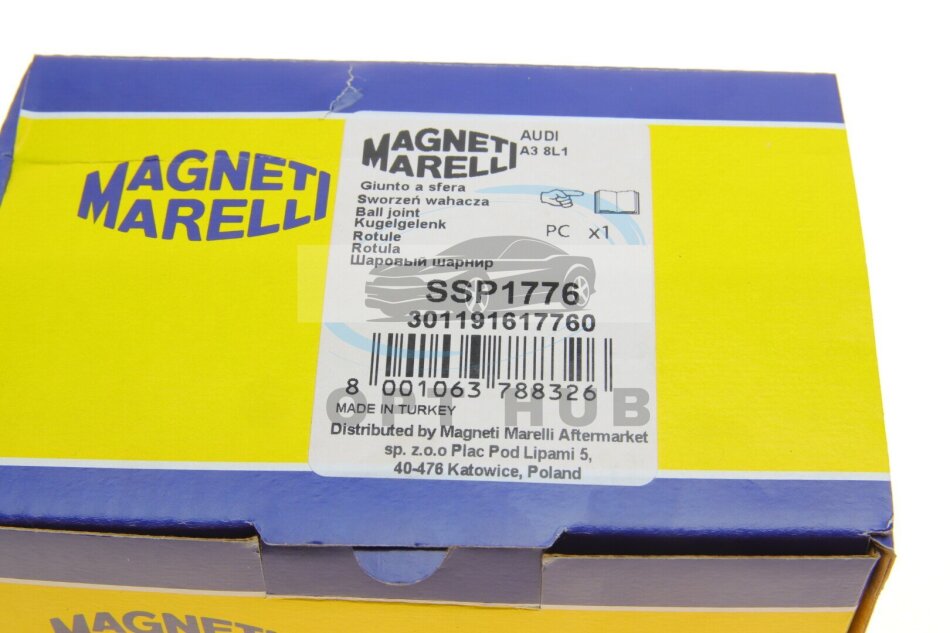 MAGNETI
MARELLI
MAGNETI
MARELLI
AUDI
A3 8L1
Giunto a sfera
Sworzeń wahacza
Ball joint
Kugelgelenk
Rotule
Rotula
Шаровый шарнир
PC x1
SSP1776
301191617760
8 001063 788326
MADE IN TURKEY
OPT HUB
Distributed by Magneti Marelli Aftermarket
sp. z.o.o Plac Pod Lipami 5,
40-476 Katowice, Poland
MAGNETI